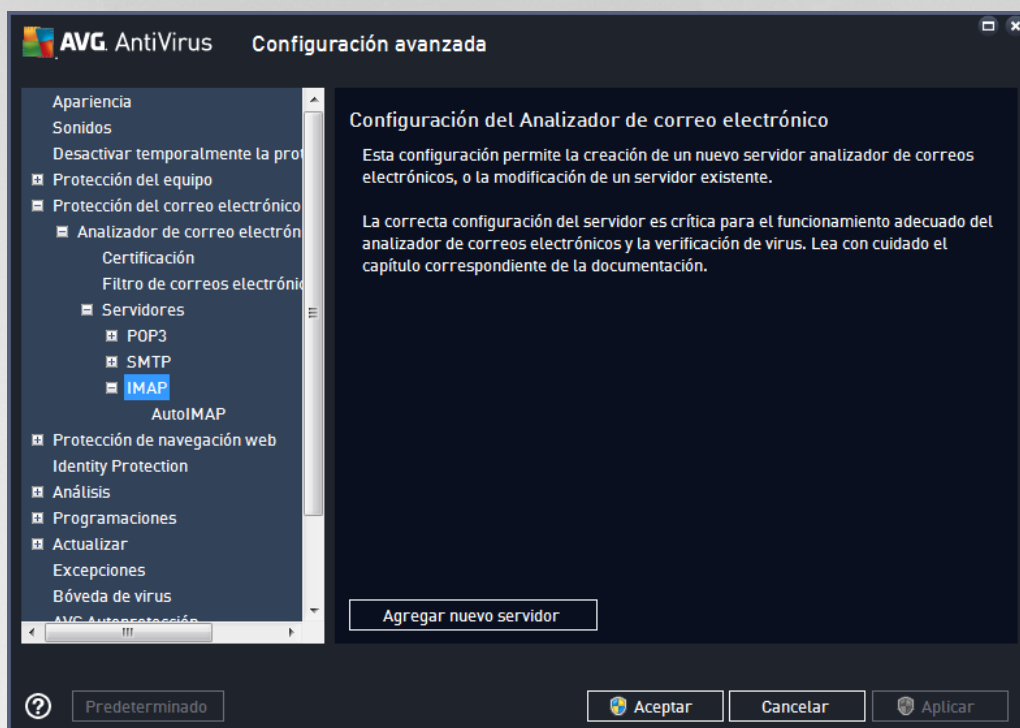 AVG. AntiVirus Configuración avanzada
Apariencia
Sonidos
Desactivar temporalmente la prot
Protección del equipo
Protección del correo electrónico
Analizador de correo electrón
Certificación
Filtro de correos electrónic
Servidores
POP3
SMTP
IMAP
AutoIMAP
Protección de navegación web
Identity Protection
Análisis
Programaciones
Actualizar
Excepciones
Bóveda de virus
AVG Autoprotección
Configuración del Analizador de correo electrónico
Esta configuración permite la creación de un nuevo servidor analizador de correos
electrónicos, o la modificación de un servidor existente.
La correcta configuración del servidor es crítica para el funcionamiento adecuado del
analizador de correos electrónicos y la verificación de virus. Lea con cuidado el
capítulo correspondiente de la documentación.
Agregar nuevo servidor
Predeterminado
Aceptar
Cancelar
Aplicar